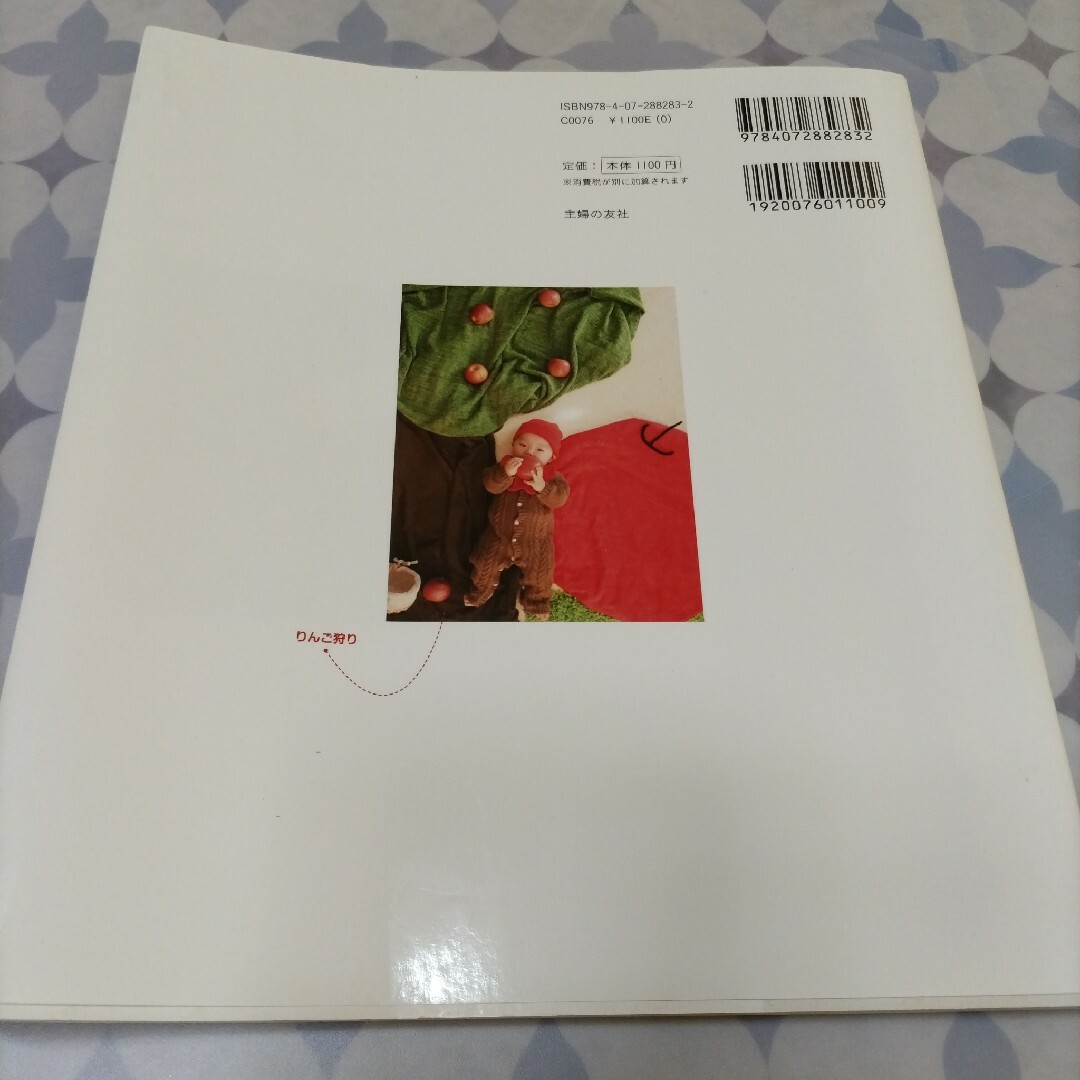 ISBN978-4-07-288283-2
C0076 ￥1100E (0)
9784072882832
定価： 本体1100円
※消費税が別に加算されます
1920076011009
主婦の友社
りんご狩り